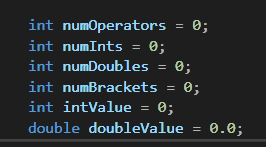 int numOperators = 0;
int numInts = 0;
int numDoubles = 0;
int numBrackets = 0;
int intValue = 0;
double doubleValue = 0.0;